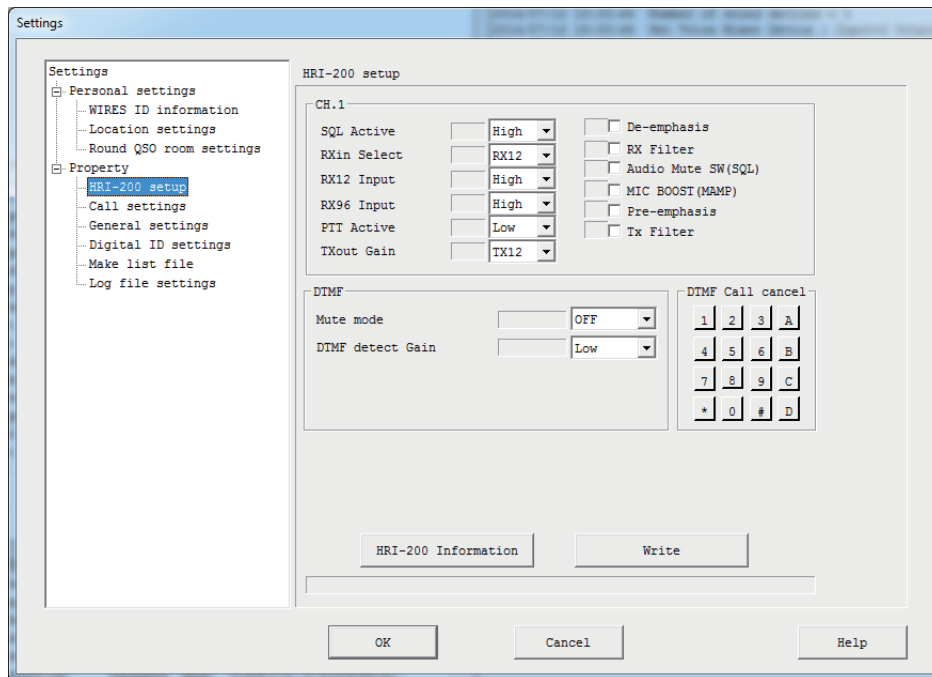 Settings
Settings
Personal settings
WIRES ID information
Location settings
Round QSO room settings
Property
HRI-200 setup
Call settings
General settings
Digital ID settings
Make list file
Log file settings
HRI-200 setup
CH.1
SQL Active High
RXin Select RX12
RX12 Input High
RX96 Input High
PTT Active Low
TXout Gain TX12
De-emphasis
RX Filter
Audio Mute SW(SQL)
MIC BOOST(MAMP)
Pre-emphasis
Tx Filter
DTMF
Mute mode OFF
DTMF detect Gain Low
DTMF Call cancel
1 2 3 A
4 5 6 B
7 8 9 C
* 0 # D
HRI-200 Information Write
OK Cancel Help